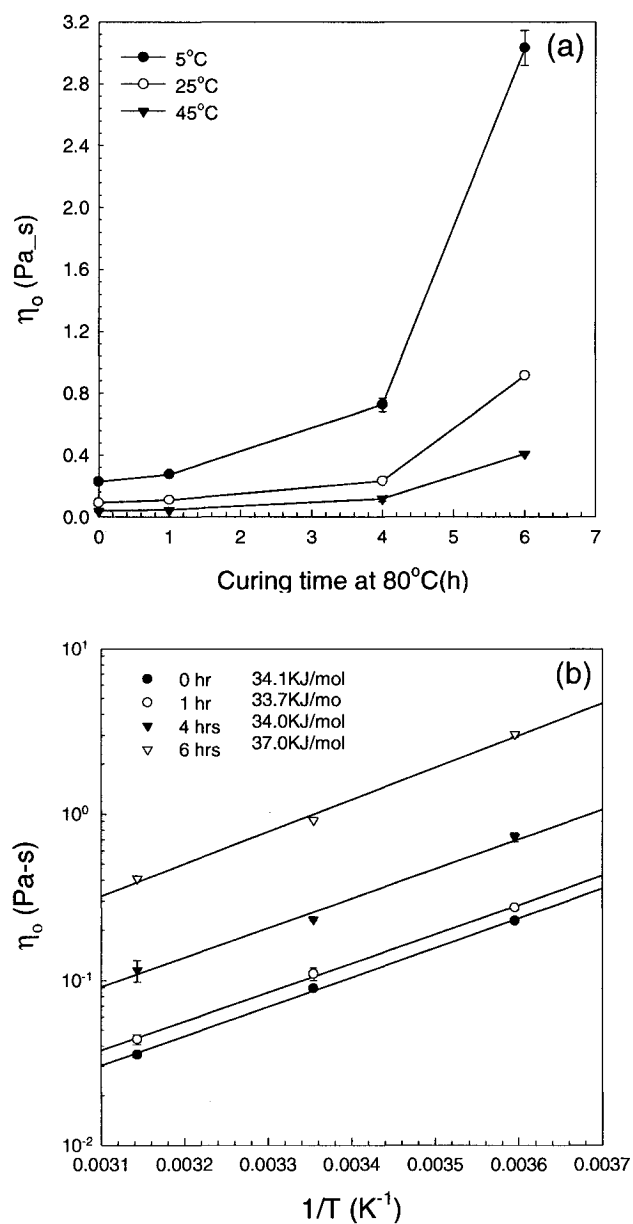 (a)
5°C
25°C
45°C
3.2
2.8
2.4
2.0
1.6
1.2
0.8
0.4
0.0
ηo (Pa_s)
0 1 2 3 4 5 6 7
Curing time at 80°C(h)
(b)
0 hr 34.1KJ/mol
1 hr 33.7KJ/mo
4 hrs 34.0KJ/mol
6 hrs 37.0KJ/mol
10¹
10⁰
10⁻¹
10⁻²
ηo (Pa-s)
0.0031 0.0032 0.0033 0.0034 0.0035 0.0036 0.0037
1/T (K⁻¹)